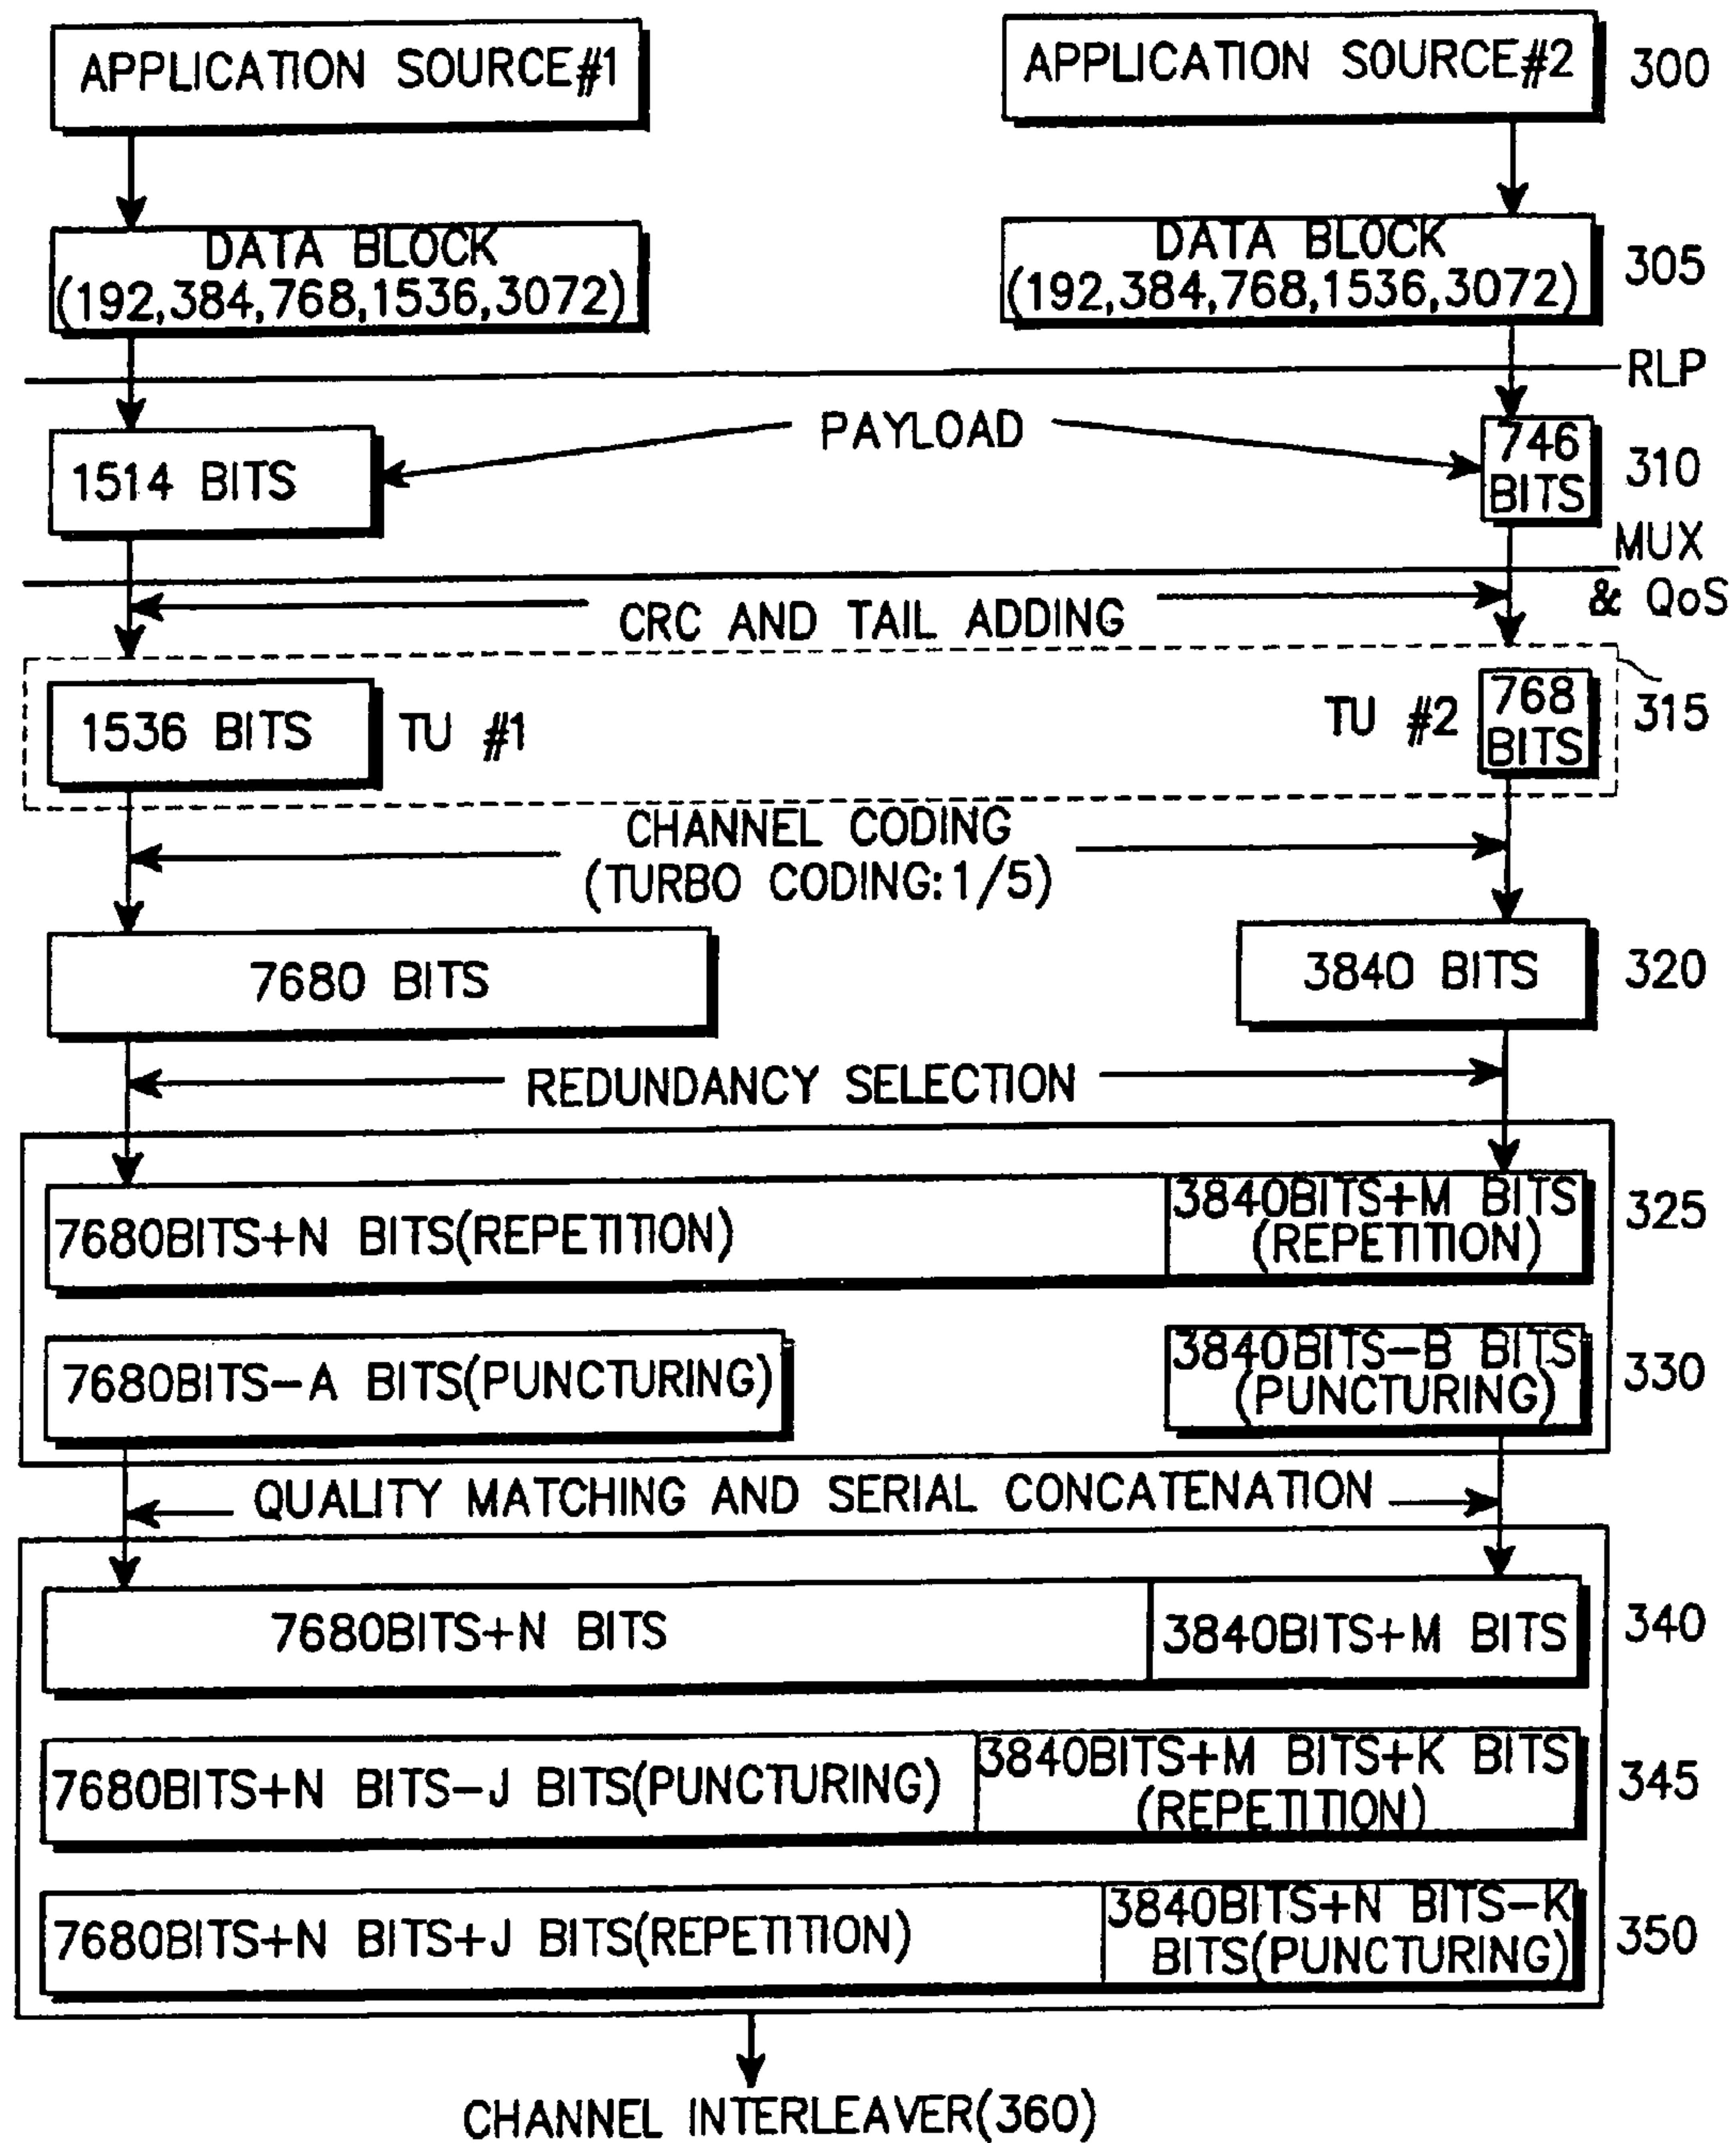 APPLICATION SOURCE#1
APPLICATION SOURCE#2
300
DATA BLOCK
(192,384,768,1536,3072)
DATA BLOCK
(192,384,768,1536,3072)
305
RLP
1514 BITS
PAYLOAD
746
BITS
310
MUX
& QoS
CRC AND TAIL ADDING
1536 BITS
TU #1
TU #2
768
BITS
315
CHANNEL CODING
(TURBO CODING:1/5)
7680 BITS
3840 BITS
320
REDUNDANCY SELECTION
7680BITS+N BITS(REPETITION)
3840BITS+M BITS
(REPETITION)
325
7680BITS-A BITS(PUNCTURING)
3840BITS-B BITS
(PUNCTURING)
330
QUALITY MATCHING AND SERIAL CONCATENATION
7680BITS+N BITS
3840BITS+M BITS
340
7680BITS+N BITS-J BITS(PUNCTURING)
3840BITS+M BITS+K BITS
(REPETITION)
345
7680BITS+N BITS+J BITS(REPETITION)
3840BITS+N BITS-K
BITS(PUNCTURING)
350
CHANNEL INTERLEAVER(360)